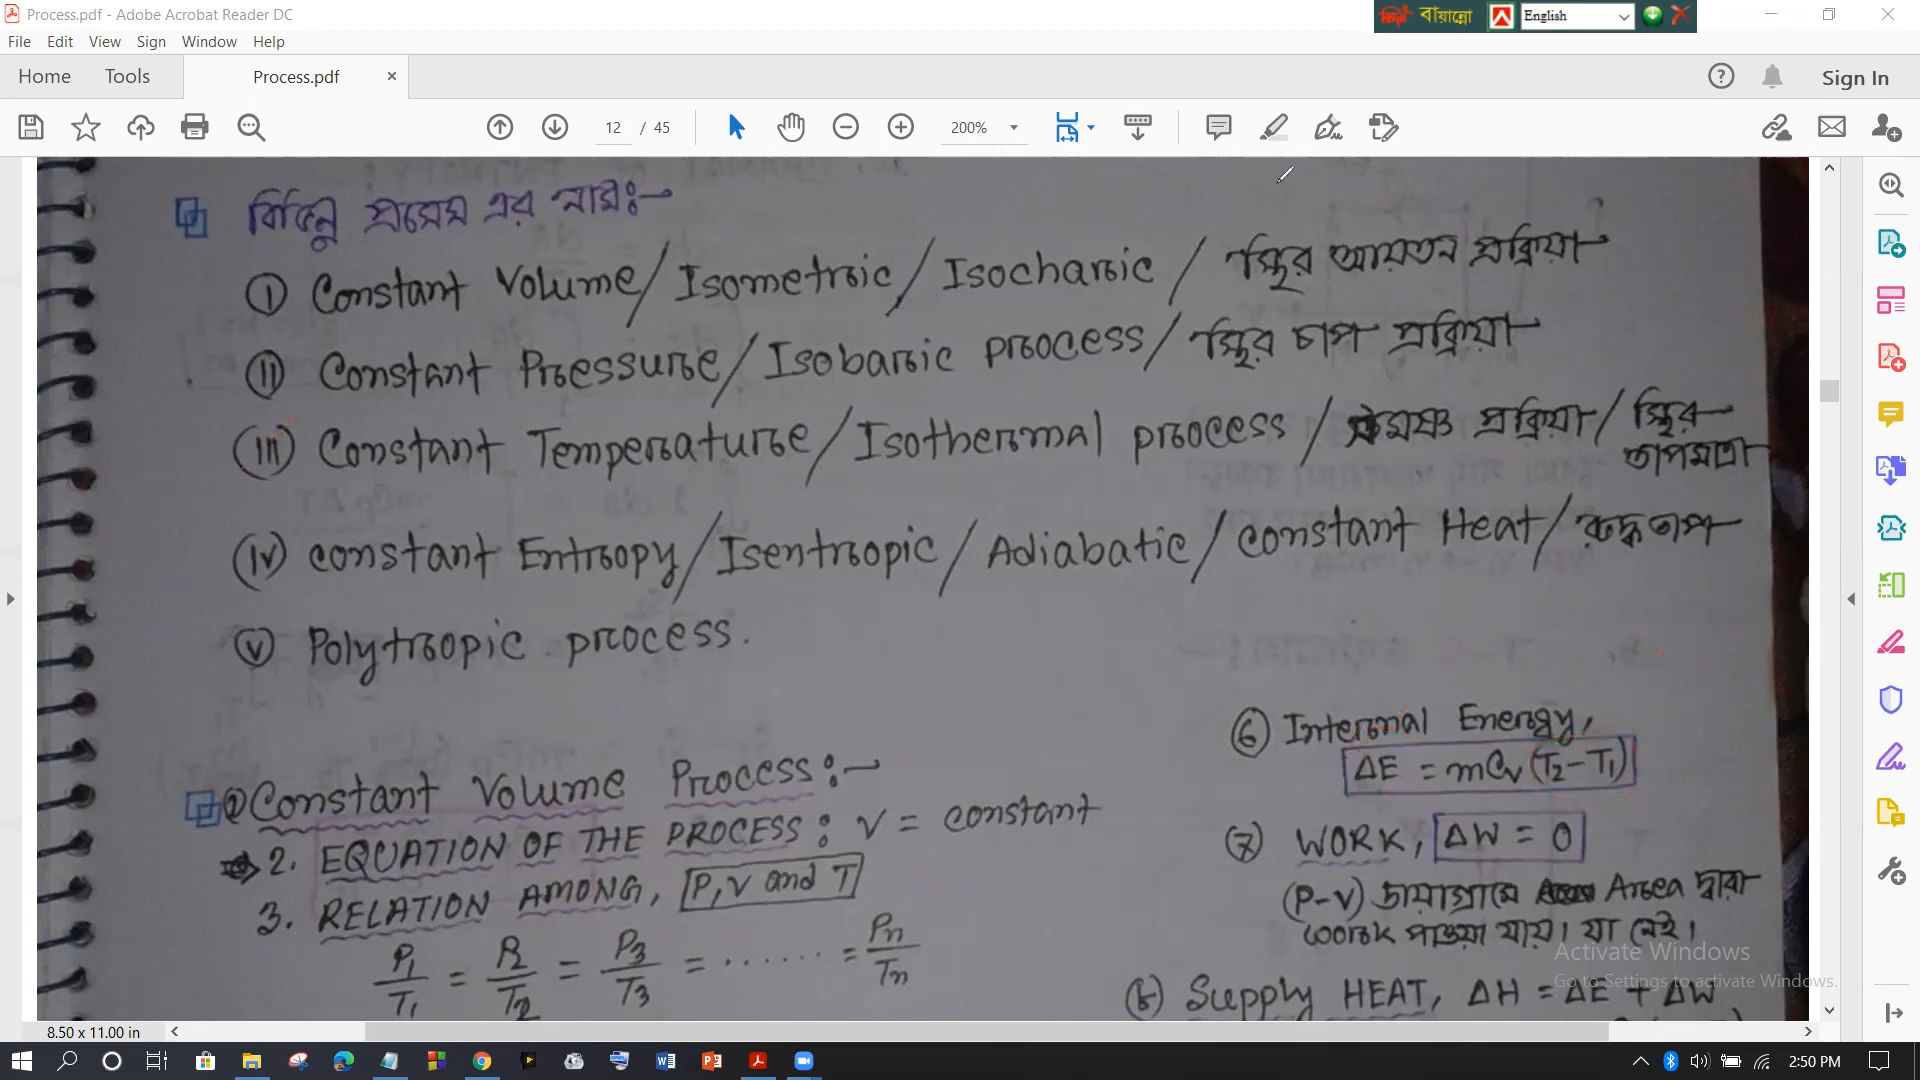 Process.pdf - Adobe Acrobat Reader DC
বায়ান্নো
English
File Edit View Sign Window Help
Home Tools Process.pdf
Sign In
12 / 45
200%
বিভিন্ন প্রসেস এর নাম:-
(i) Constant Volume/ Isometric/ Isochoric / স্থির আয়তন প্রক্রিয়া
(ii) Constant Pressure/ Isobaric process/ স্থির চাপ প্রক্রিয়া
(iii) Constant Temperature/ Isothermal process / সমোষ্ণ প্রক্রিয়া/ স্থির
তাপমাত্রা
(iv) constant Entropy/ Isentropic / Adiabatic / constant Heat/ রুদ্ধতাপ
(v) Polytropic process.
① Constant Volume Process:-
2. EQUATION OF THE PROCESS: V = constant
3. RELATION AMONG, P, V and T
P₁/T₁ = P₂/T₂ = P₃/T₃ = ...... = Pn/Tn
⑥ Internal Energy,
ΔE = mCv (T₂-T₁)
⑦ WORK, ΔW = 0
(P-V) ডায়াগ্রামে Area দ্বারা
work পাওয়া যায়। যা নেই।
Supply HEAT, ΔH = ΔE + ΔW
Activate Windows
Go to Settings to activate Windows.
8.50 x 11.00 in
2:50 PM